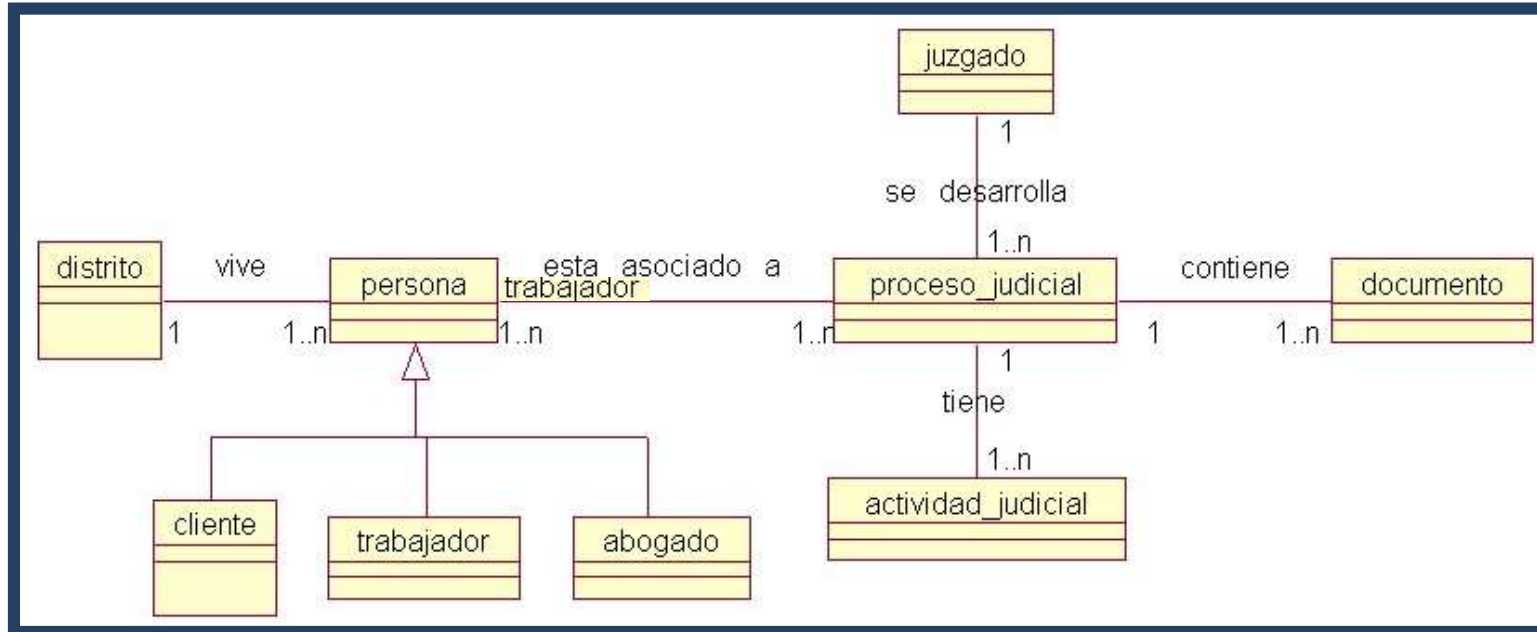 juzgado
1
se desarrolla
1..n
distrito
vive
persona
esta asociado a
trabajador
proceso_judicial
contiene
documento
1
1..n
1..n
1..n
1
1..n
1
tiene
1..n
actividad_judicial
cliente
trabajador
abogado